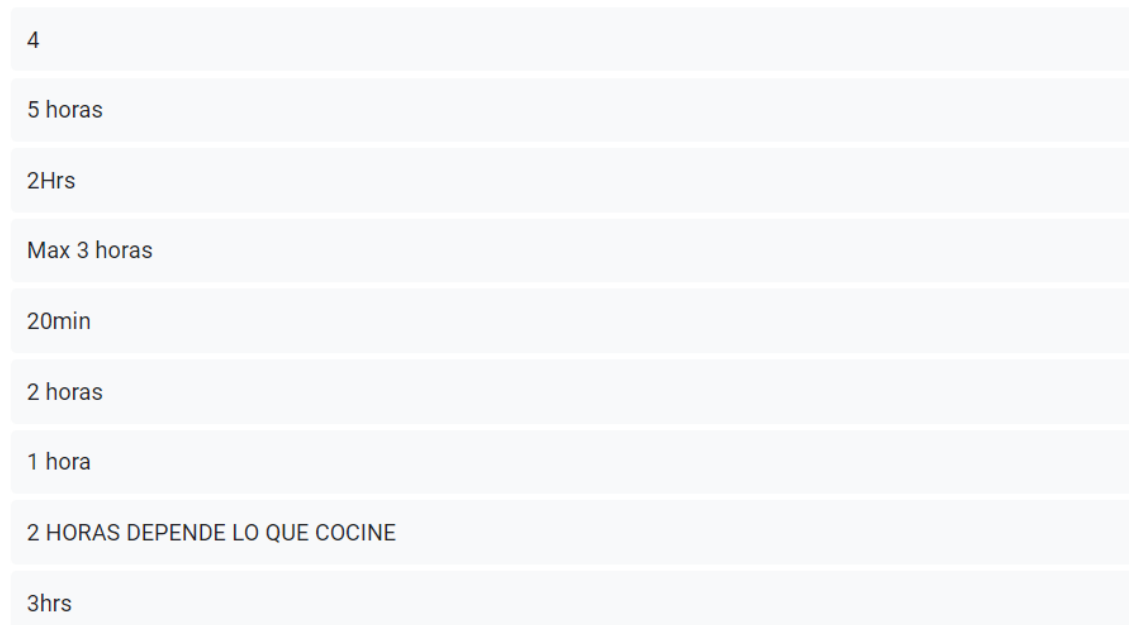 4
5 horas
2Hrs
Max 3 horas
20min
2 horas
1 hora
2 HORAS DEPENDE LO QUE COCINE
3hrs